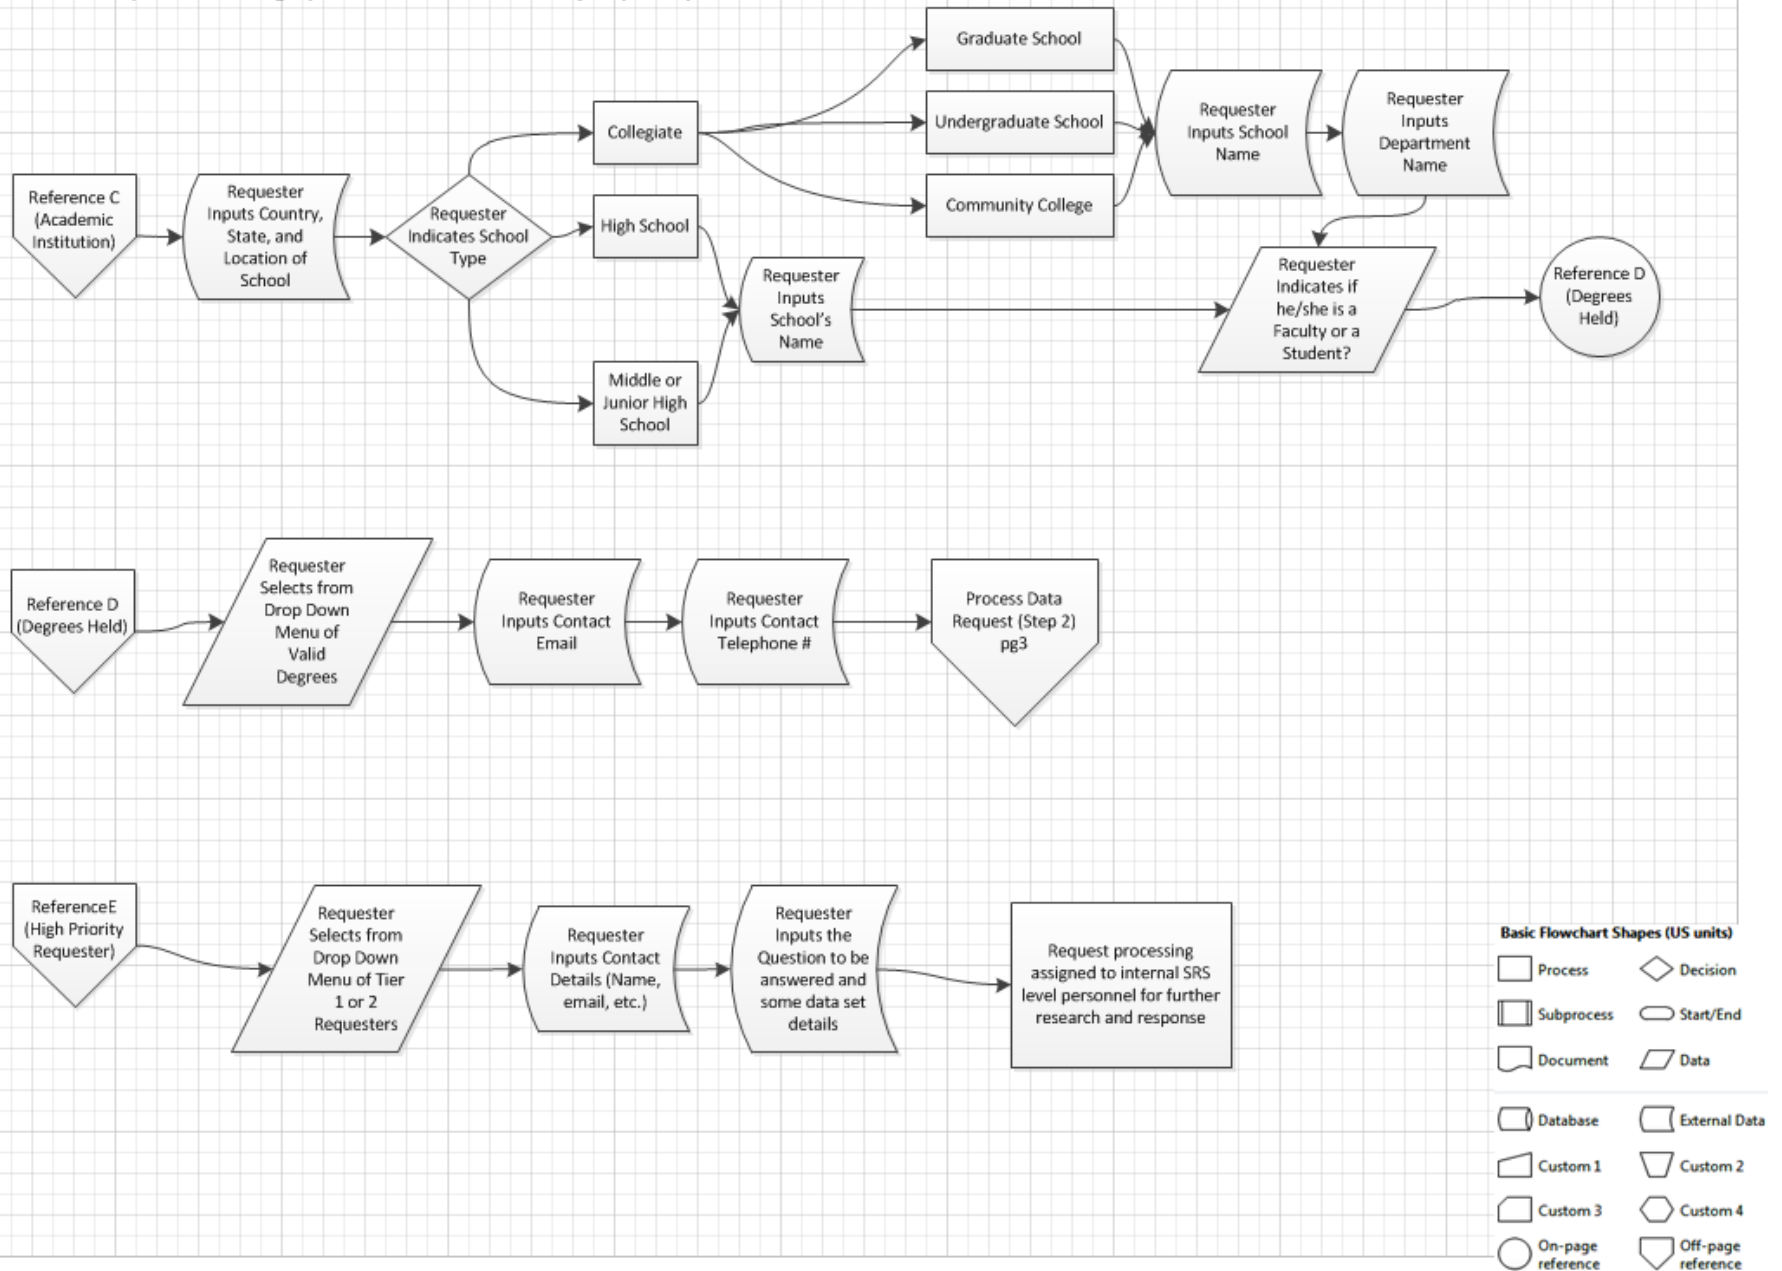 Graduate School
Undergraduate School
Community College
Collegiate
High School
Middle or
Junior High
School
Reference C
(Academic
Institution)
Requester
Inputs Country,
State, and
Location of
School
Requester
Indicates School
Type
Requester
Inputs
School's
Name
Requester
Inputs School
Name
Requester
Inputs
Department
Name
Requester
Indicates if
he/she is a
Faculty or a
Student?
Reference D
(Degrees
Held)
Reference D
(Degrees Held)
Requester
Selects from
Drop Down
Menu of
Valid
Degrees
Requester
Inputs Contact
Email
Requester
Inputs Contact
Telephone #
Process Data
Request (Step 2)
pg3
ReferenceE
(High Priority
Requester)
Requester
Selects from
Drop Down
Menu of Tier
1 or 2
Requesters
Requester
Inputs Contact
Details (Name,
email, etc.)
Requester
Inputs the
Question to be
answered and
some data set
details
Request processing
assigned to internal SRS
level personnel for further
research and response
Basic Flowchart Shapes (US units)
Process
Decision
Subprocess
Start/End
Document
Data
Database
External Data
Custom 1
Custom 2
Custom 3
Custom 4
On-page
reference
Off-page
reference